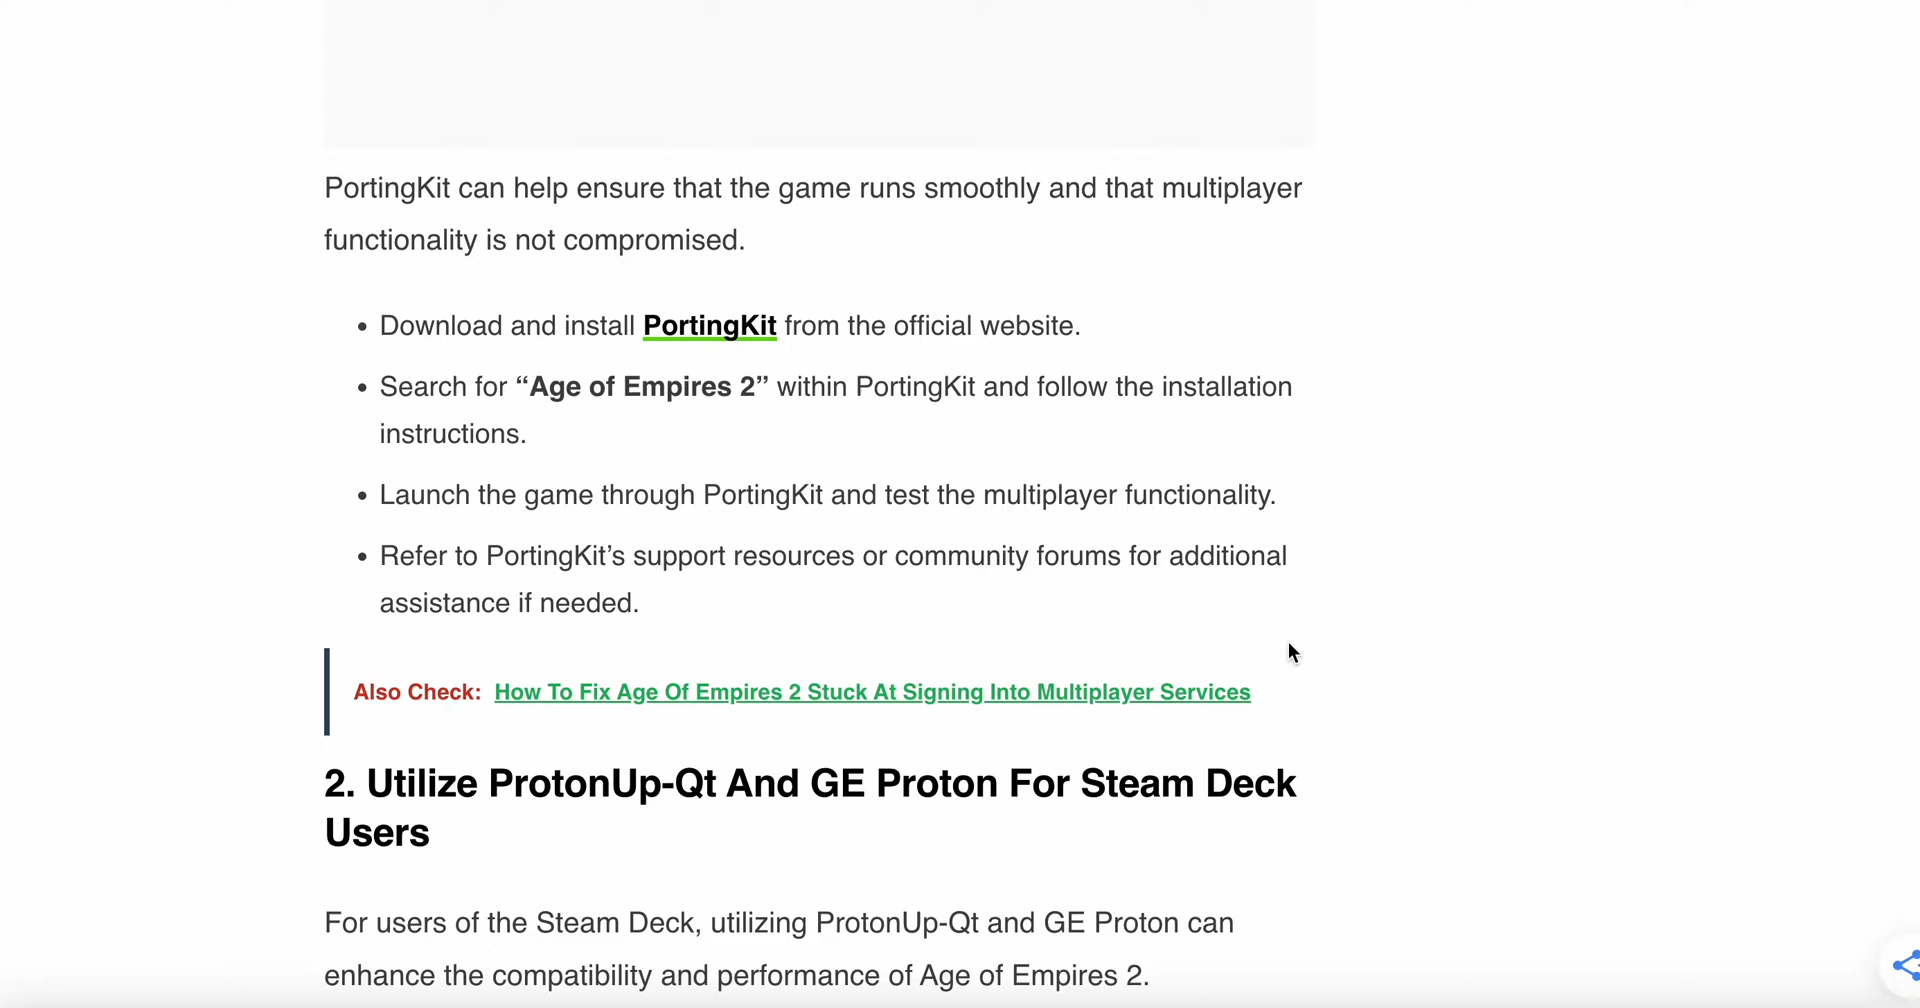 PortingKit can help ensure that the game runs smoothly and that multiplayer
functionality is not compromised.
• Download and install PortingKit from the official website.
• Search for “Age of Empires 2” within PortingKit and follow the installation
instructions.
• Launch the game through PortingKit and test the multiplayer functionality.
• Refer to PortingKit’s support resources or community forums for additional
assistance if needed.
Also Check: How To Fix Age Of Empires 2 Stuck At Signing Into Multiplayer Services
2. Utilize ProtonUp-Qt And GE Proton For Steam Deck
Users
For users of the Steam Deck, utilizing ProtonUp-Qt and GE Proton can
enhance the compatibility and performance of Age of Empires 2.